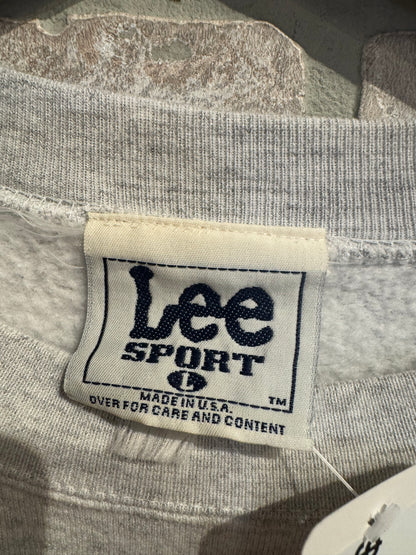 Lee
SPORT
L
TM
MADE IN U.S.A.
OVER FOR CARE AND CONTENT